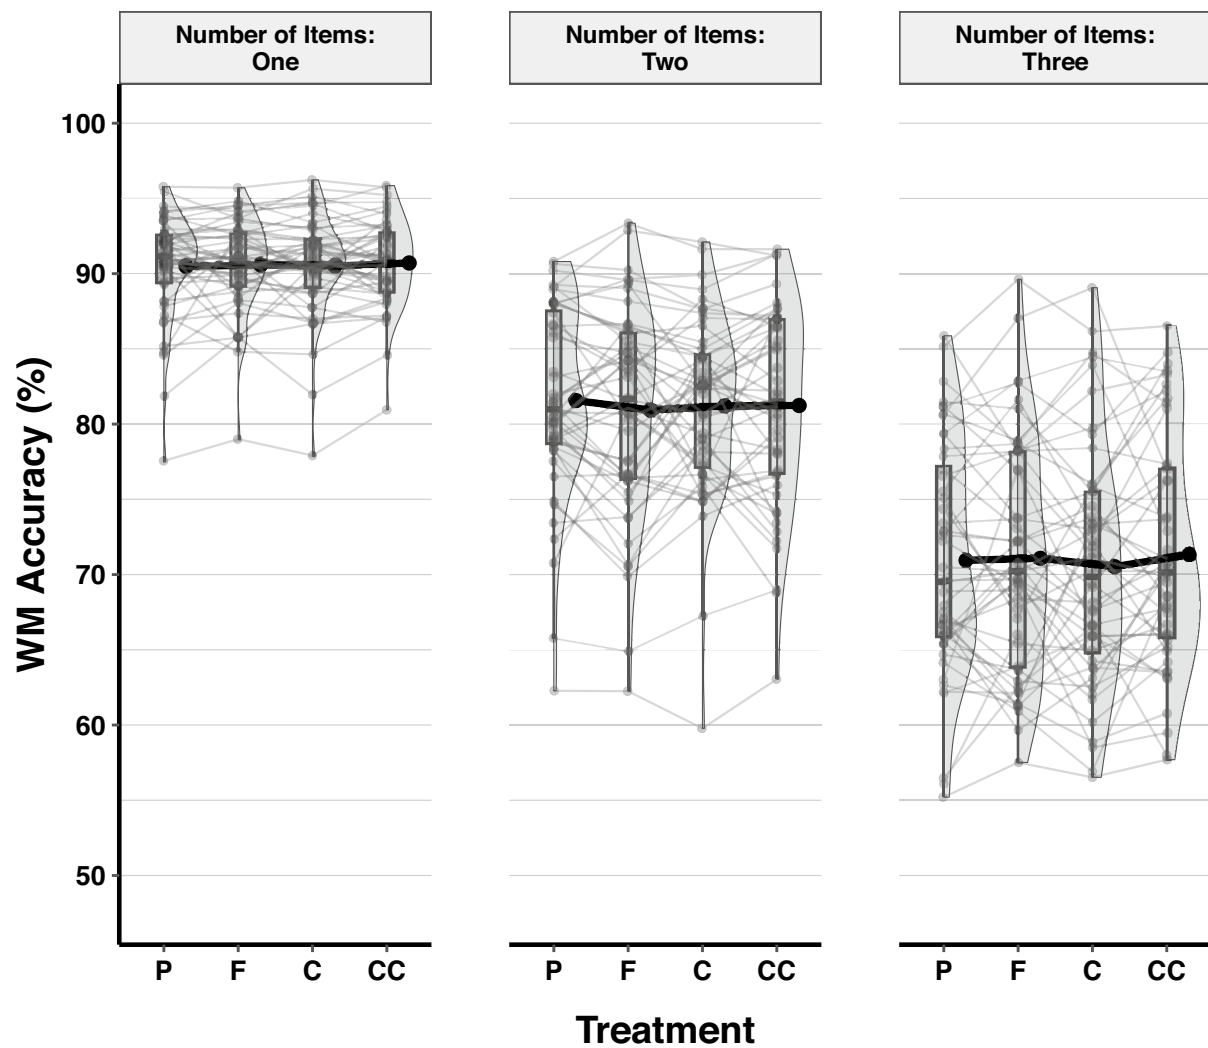 Number of Items:
One
Number of Items:
Two
Number of Items:
Three
WM Accuracy (%)
100
90
80
70
60
50
P F C CC
P F C CC
P F C CC
Treatment